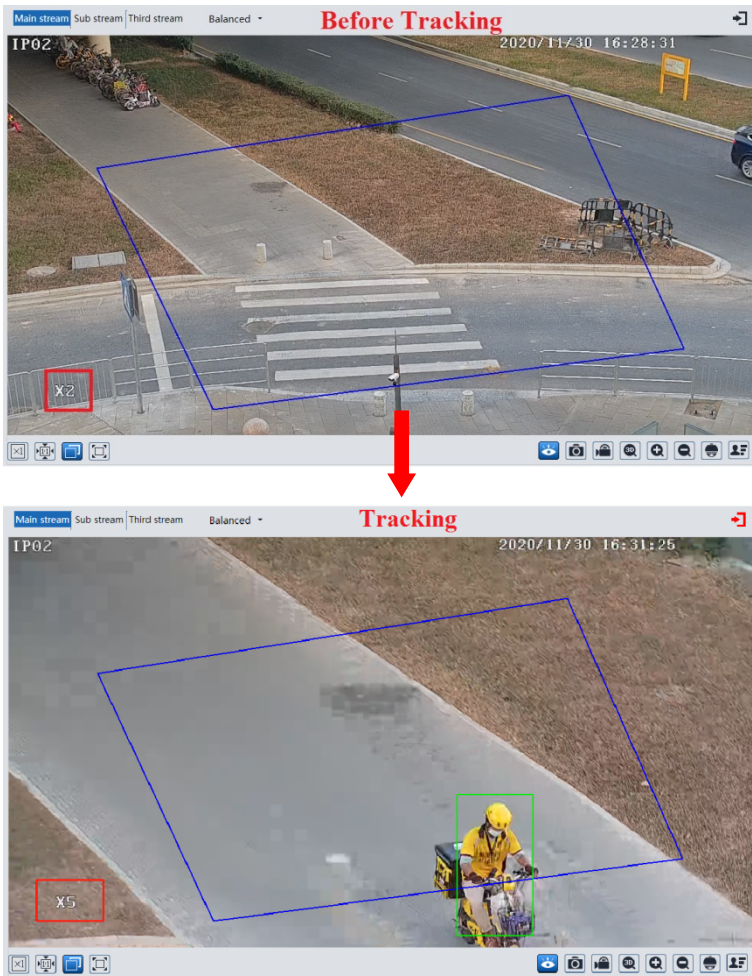 Main stream Sub stream Third stream Balanced Before Tracking
IP02 2020/11/30 16:28:31
X2
Main stream Sub stream Third stream Balanced Tracking
IP02 2020/11/30 16:31:25
X5